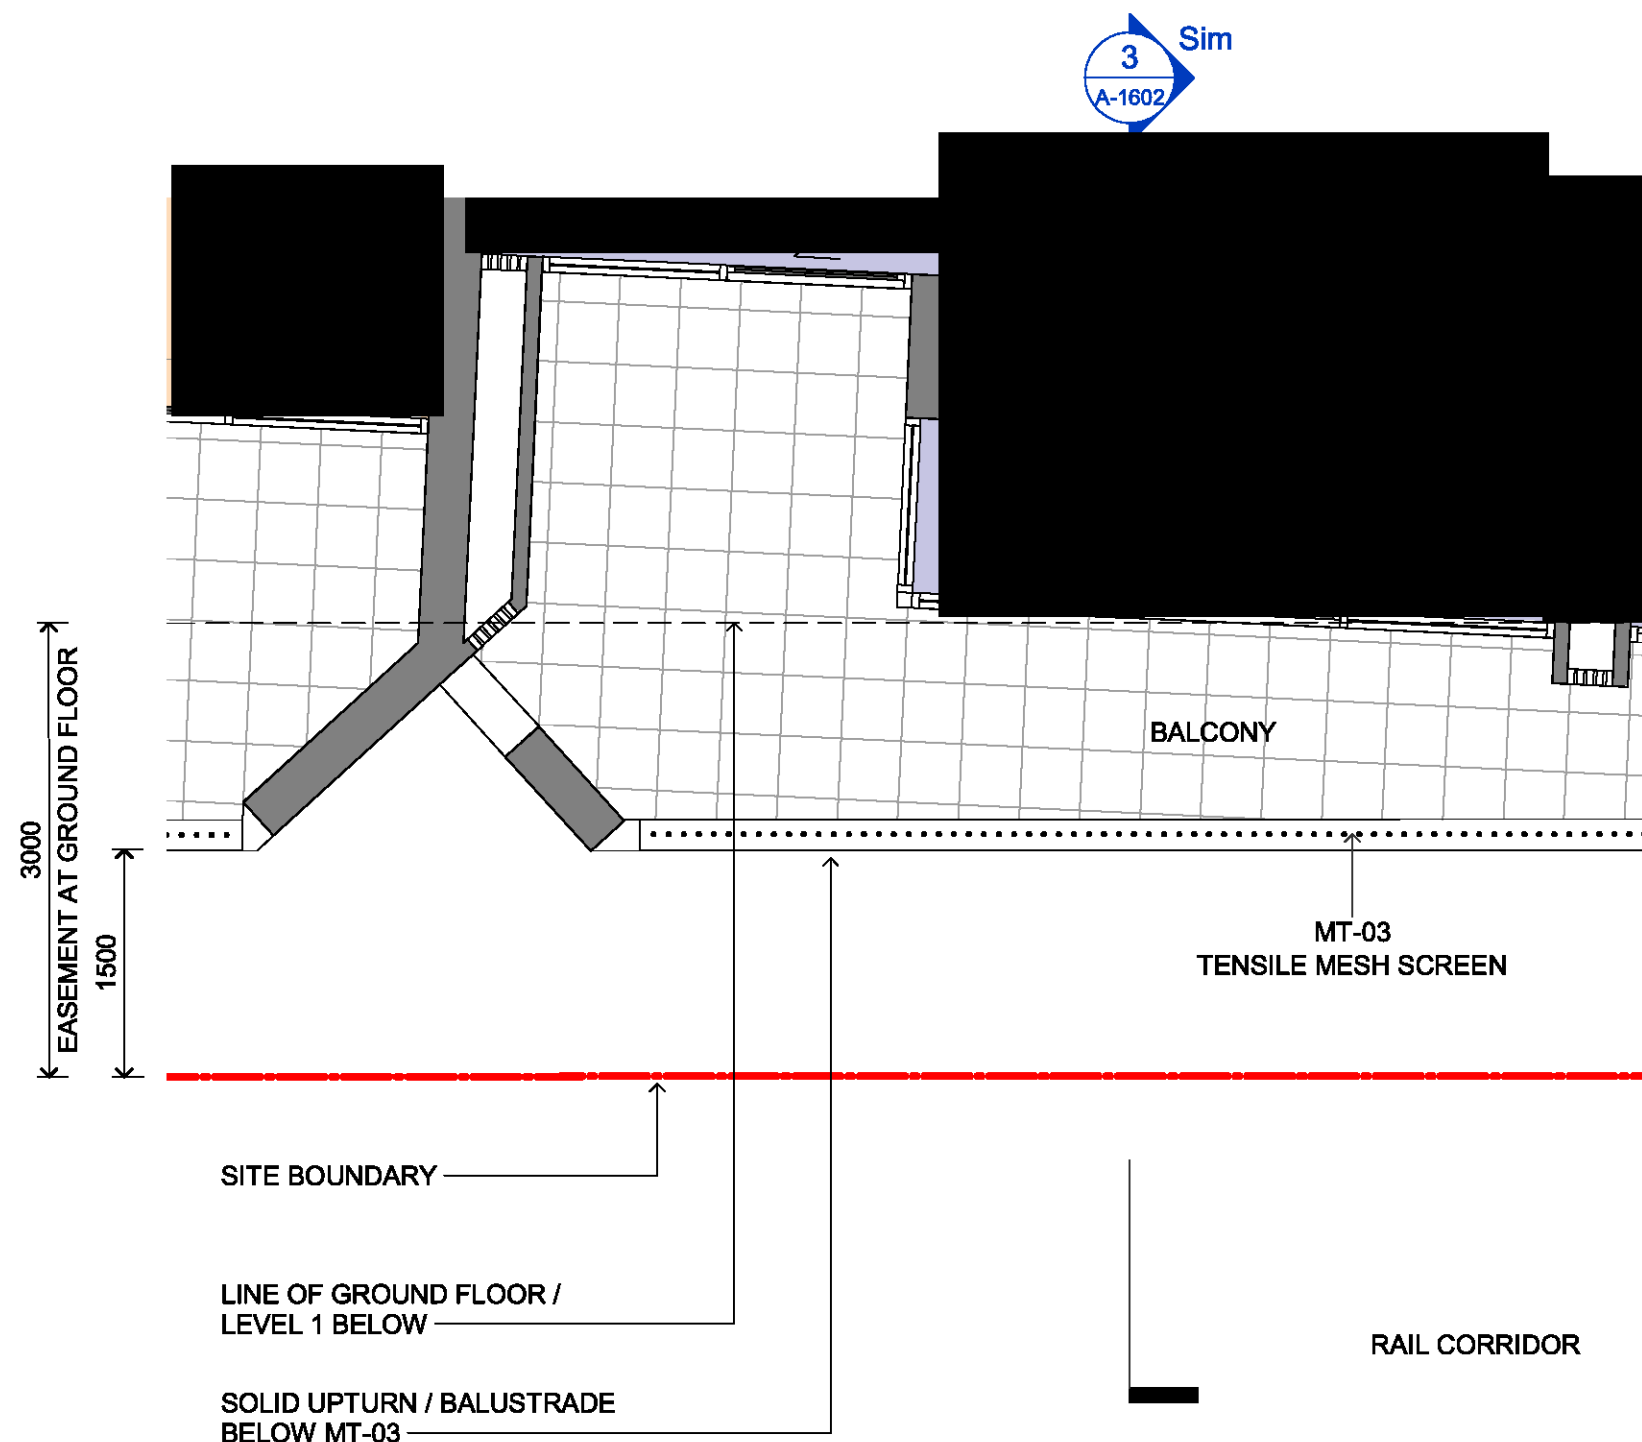 3
Sim
A-1602
BALCONY
3000
EASEMENT AT GROUND FLOOR
1500
MT-03
TENSILE MESH SCREEN
SITE BOUNDARY
LINE OF GROUND FLOOR /
LEVEL 1 BELOW
RAIL CORRIDOR
SOLID UPTURN / BALUSTRADE
BELOW MT-03